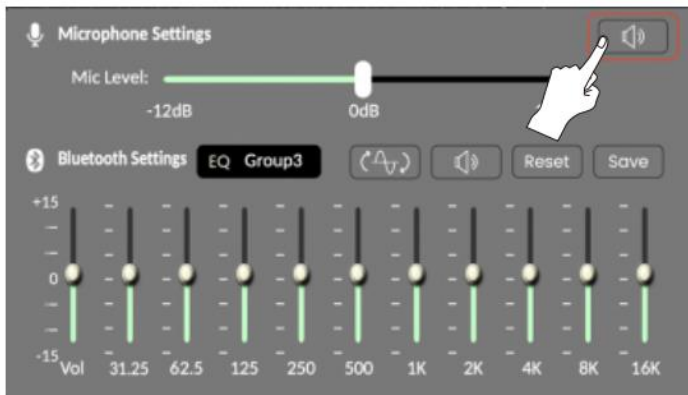 Microphone Settings
Mic Level:
-12dB 0dB
Bluetooth Settings EQ Group3 Reset Save
+15
0
-15
Vol 31.25 62.5 125 250 500 1K 2K 4K 8K 16K